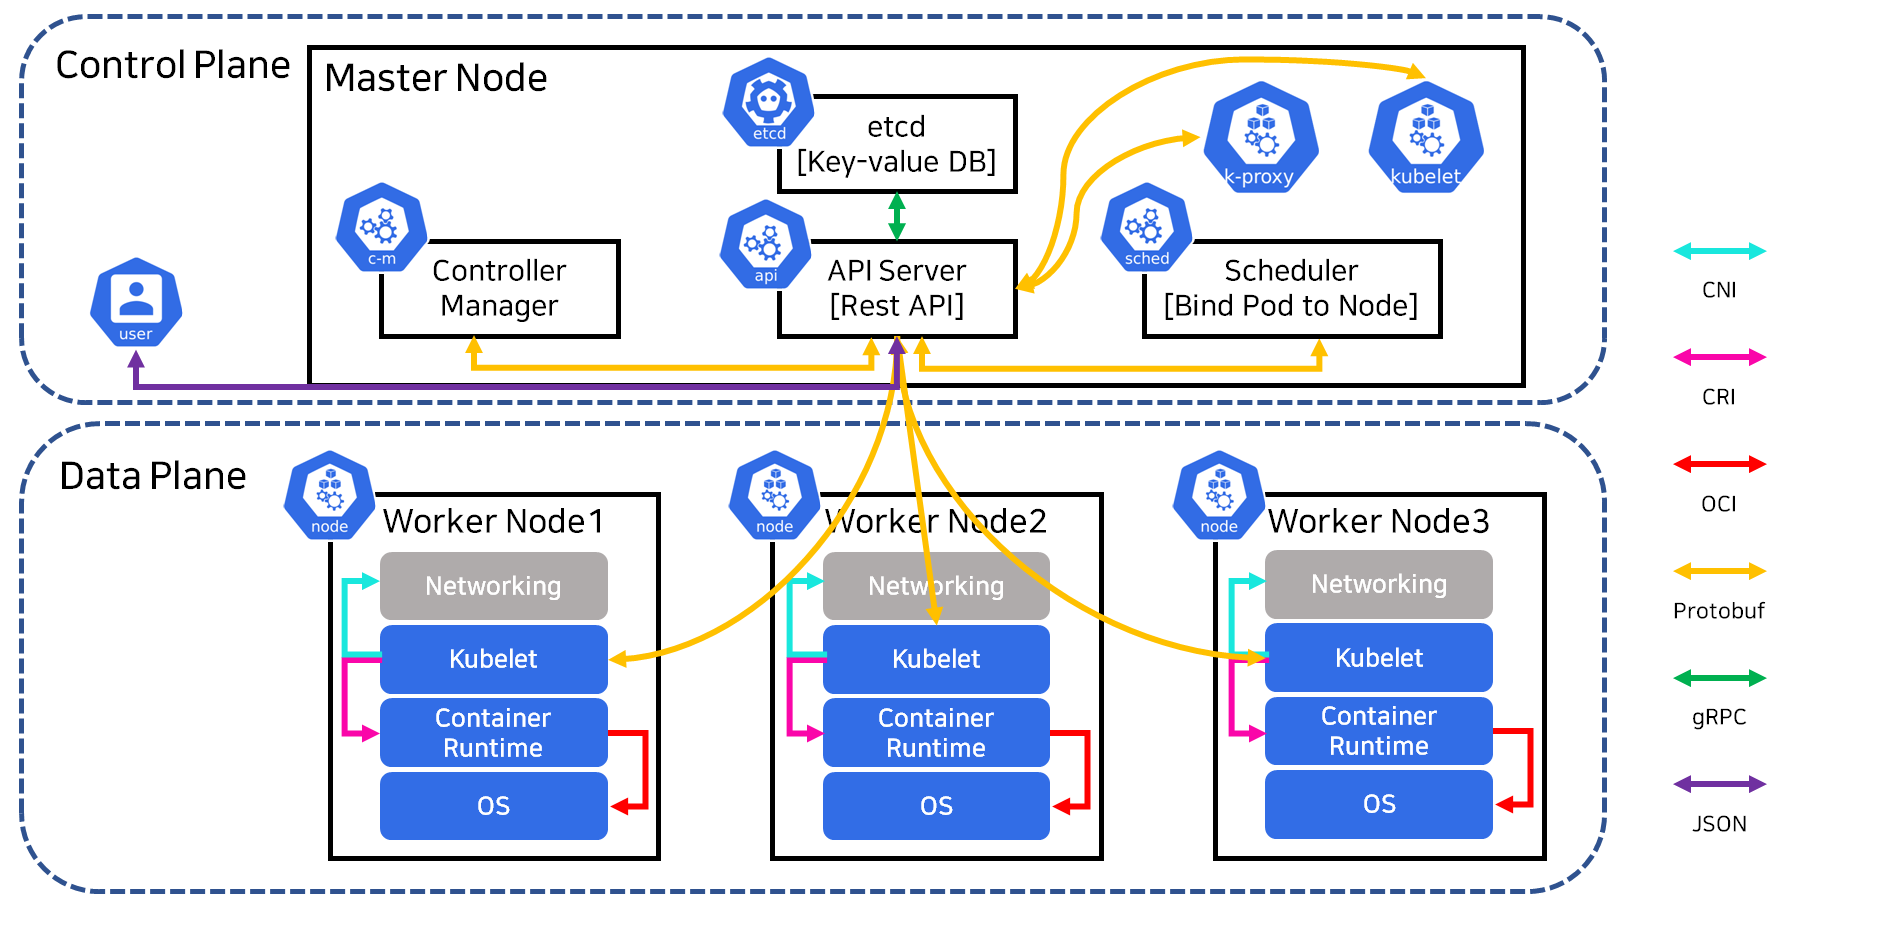 Control Plane
Master Node
etcd
etcd
[Key-value DB]
k-proxy
kubelet
c-m
Controller
Manager
api
API Server
[Rest API]
sched
Scheduler
[Bind Pod to Node]
user
Data Plane
node
Worker Node1
Networking
Kubelet
Container
Runtime
OS
node
Worker Node2
Networking
Kubelet
Container
Runtime
OS
node
Worker Node3
Networking
Kubelet
Container
Runtime
OS
CNI
CRI
OCI
Protobuf
gRPC
JSON